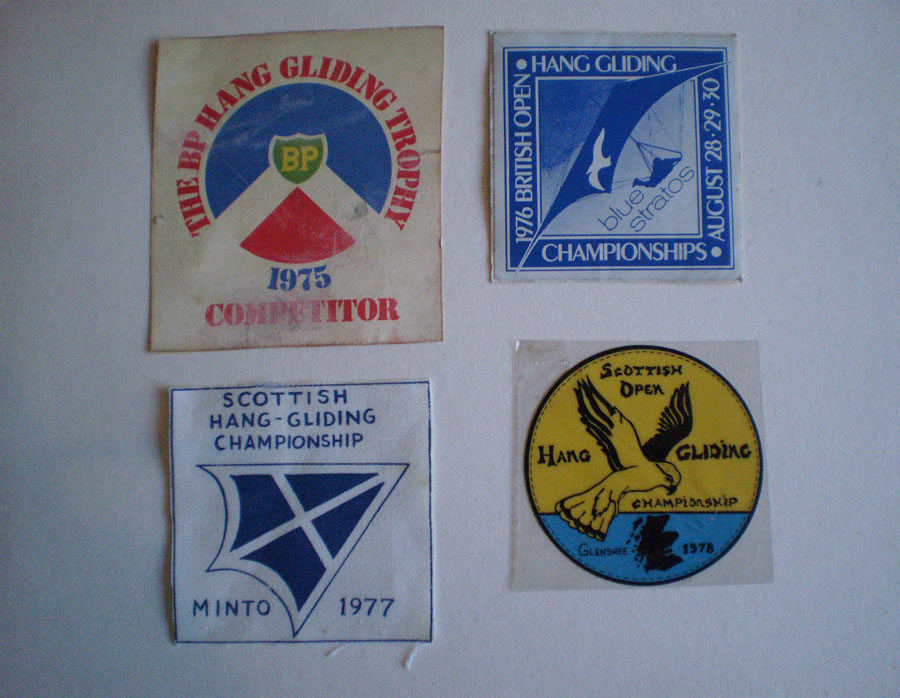 THE BP HANG GLIDING TROPHY
BP
1975
COMPETITOR
1976 BRITISH OPEN • HANG GLIDING
CHAMPIONSHIPS • AUGUST 28·29·30
blue
stratos
SCOTTISH
HANG-GLIDING
CHAMPIONSHIP
MINTO 1977
SCOTTISH
OPEN
HANG GLIDING
CHAMPIONSHIP
GLENSHEE 1978